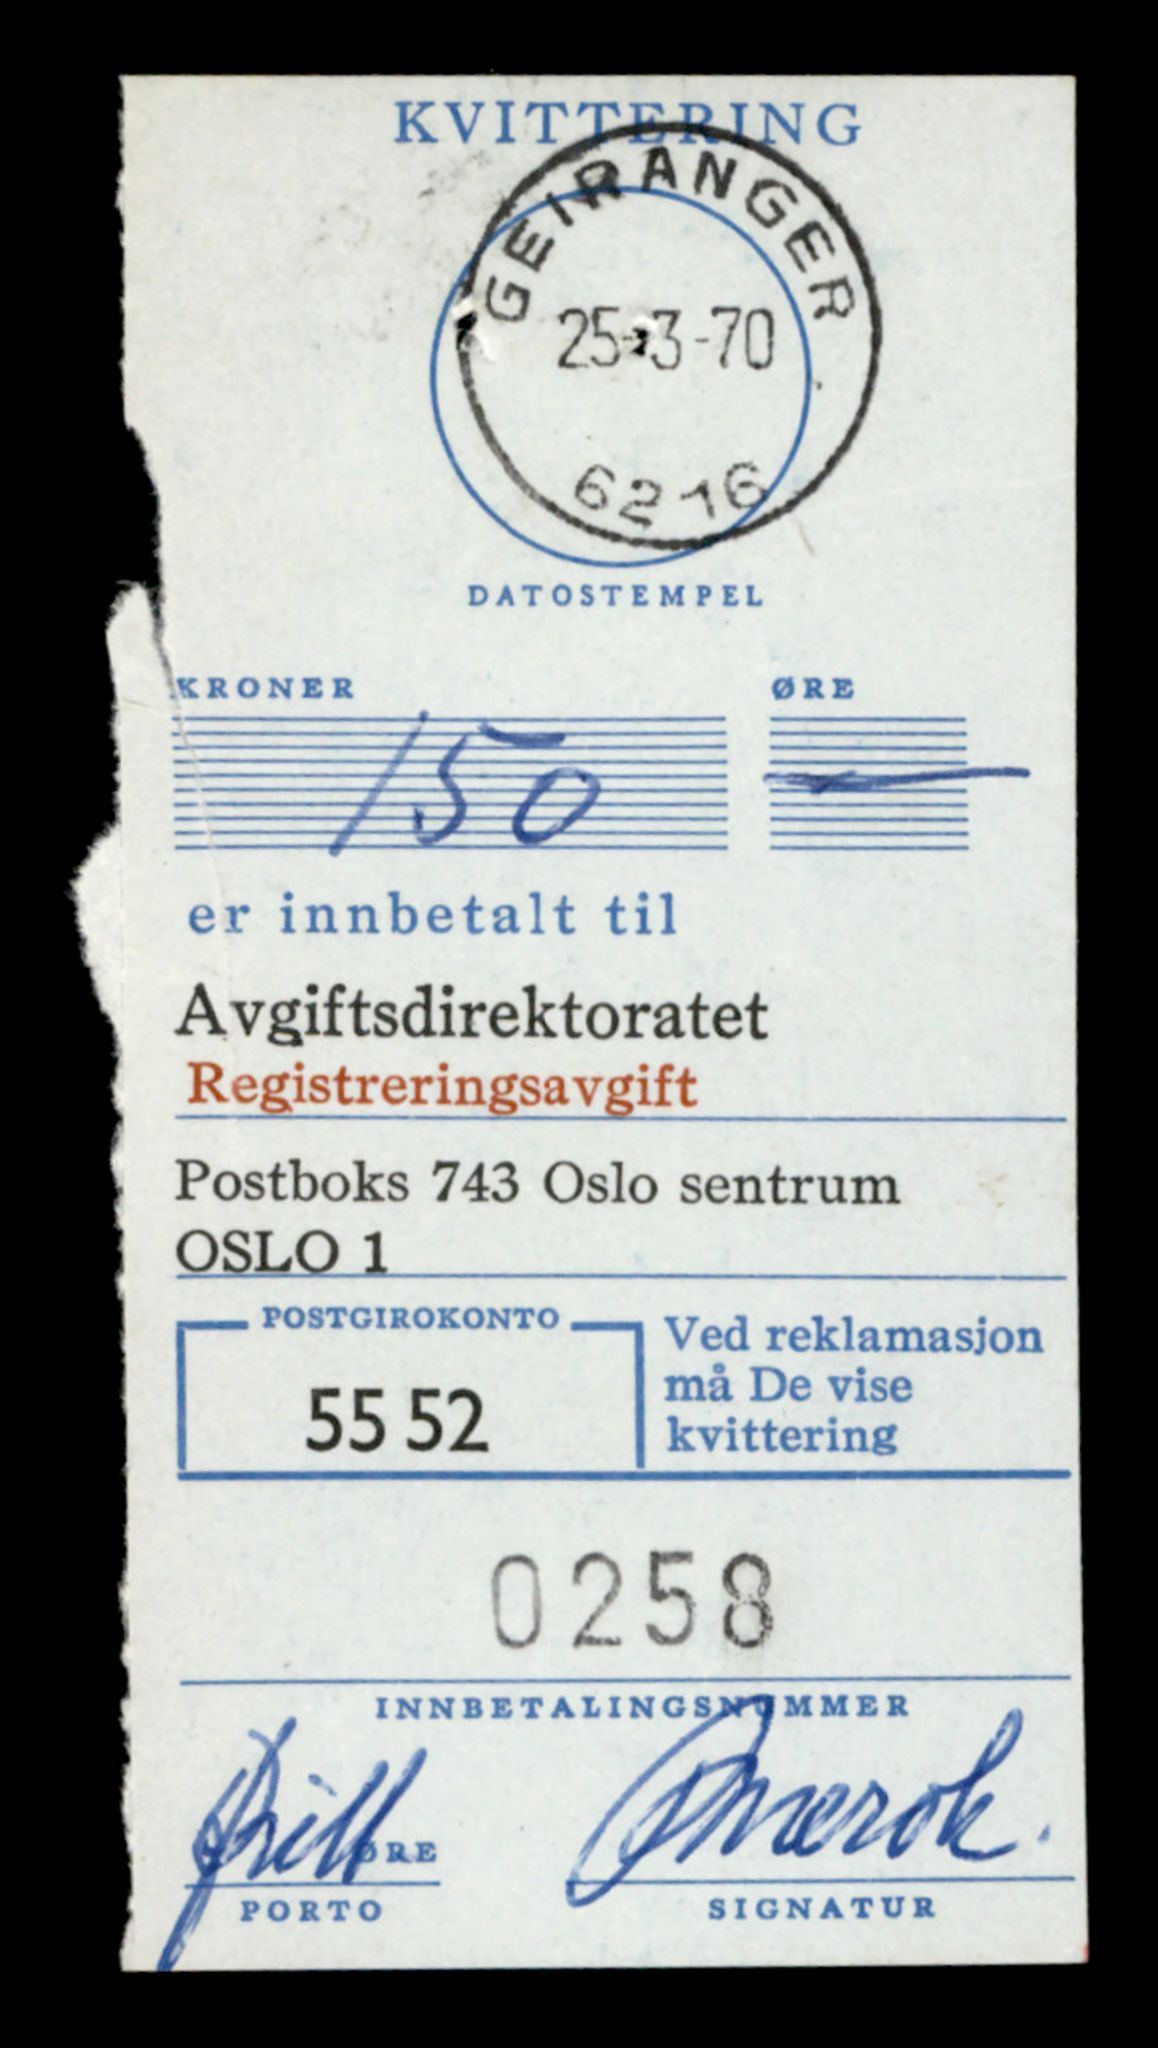 KVITTERING
GEIRANGER
25-3-70
6216
DATOSTEMPEL
KRONER ØRE
150 —
er innbetalt til
Avgiftsdirektoratet
Registreringsavgift
Postboks 743 Oslo sentrum
OSLO 1
POSTGIROKONTO
55 52
Ved reklamasjon
må De vise
kvittering
0258
INNBETALINGSNUMMER
ØRE
PORTO SIGNATUR